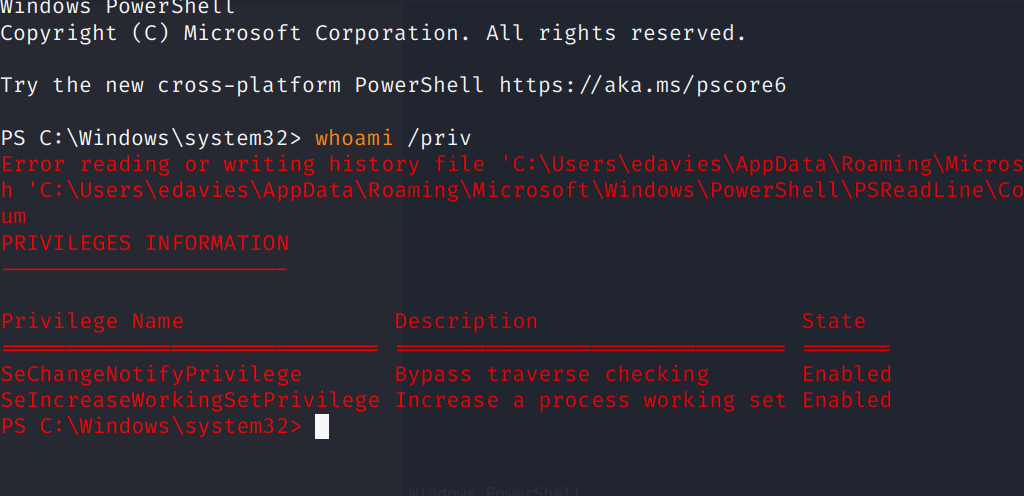 Windows PowerShell
Copyright (C) Microsoft Corporation. All rights reserved.
Try the new cross-platform PowerShell https://aka.ms/pscore6
PS C:\Windows\system32> whoami /priv
Error reading or writing history file 'C:\Users\edavies\AppData\Roaming\Micros
h 'C:\Users\edavies\AppData\Roaming\Microsoft\Windows\PowerShell\PSReadLine\Co
um
PRIVILEGES INFORMATION
----------------------
Privilege Name Description State
============================= ============================== =======
SeChangeNotifyPrivilege Bypass traverse checking Enabled
SeIncreaseWorkingSetPrivilege Increase a process working set Enabled
PS C:\Windows\system32>
Windows PowerShell